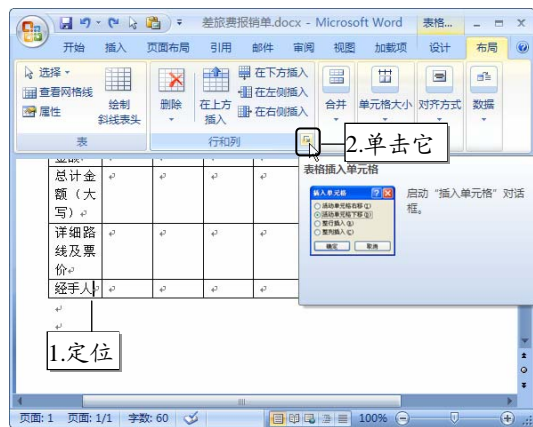 差旅费报销单.docx - Microsoft Word
表格...
开始 插入 页面布局 引用 邮件 审阅 视图 加载项 设计 布局
选择
查看网格线
属性
绘制
斜线表头
表
删除
在上方
插入
在下方插入
在左侧插入
在右侧插入
行和列
合并
单元格大小
对齐方式
数据
2.单击它
表格插入单元格
插入单元格
活动单元格右移(I)
活动单元格下移(D)
整行插入(R)
整列插入(C)
确定 取消
启动“插入单元格”对话
框。
总计金
额（大
写）
详细路
线及票
价
经手人
1.定位
页面: 1 页面: 1/1 字数: 60 100%